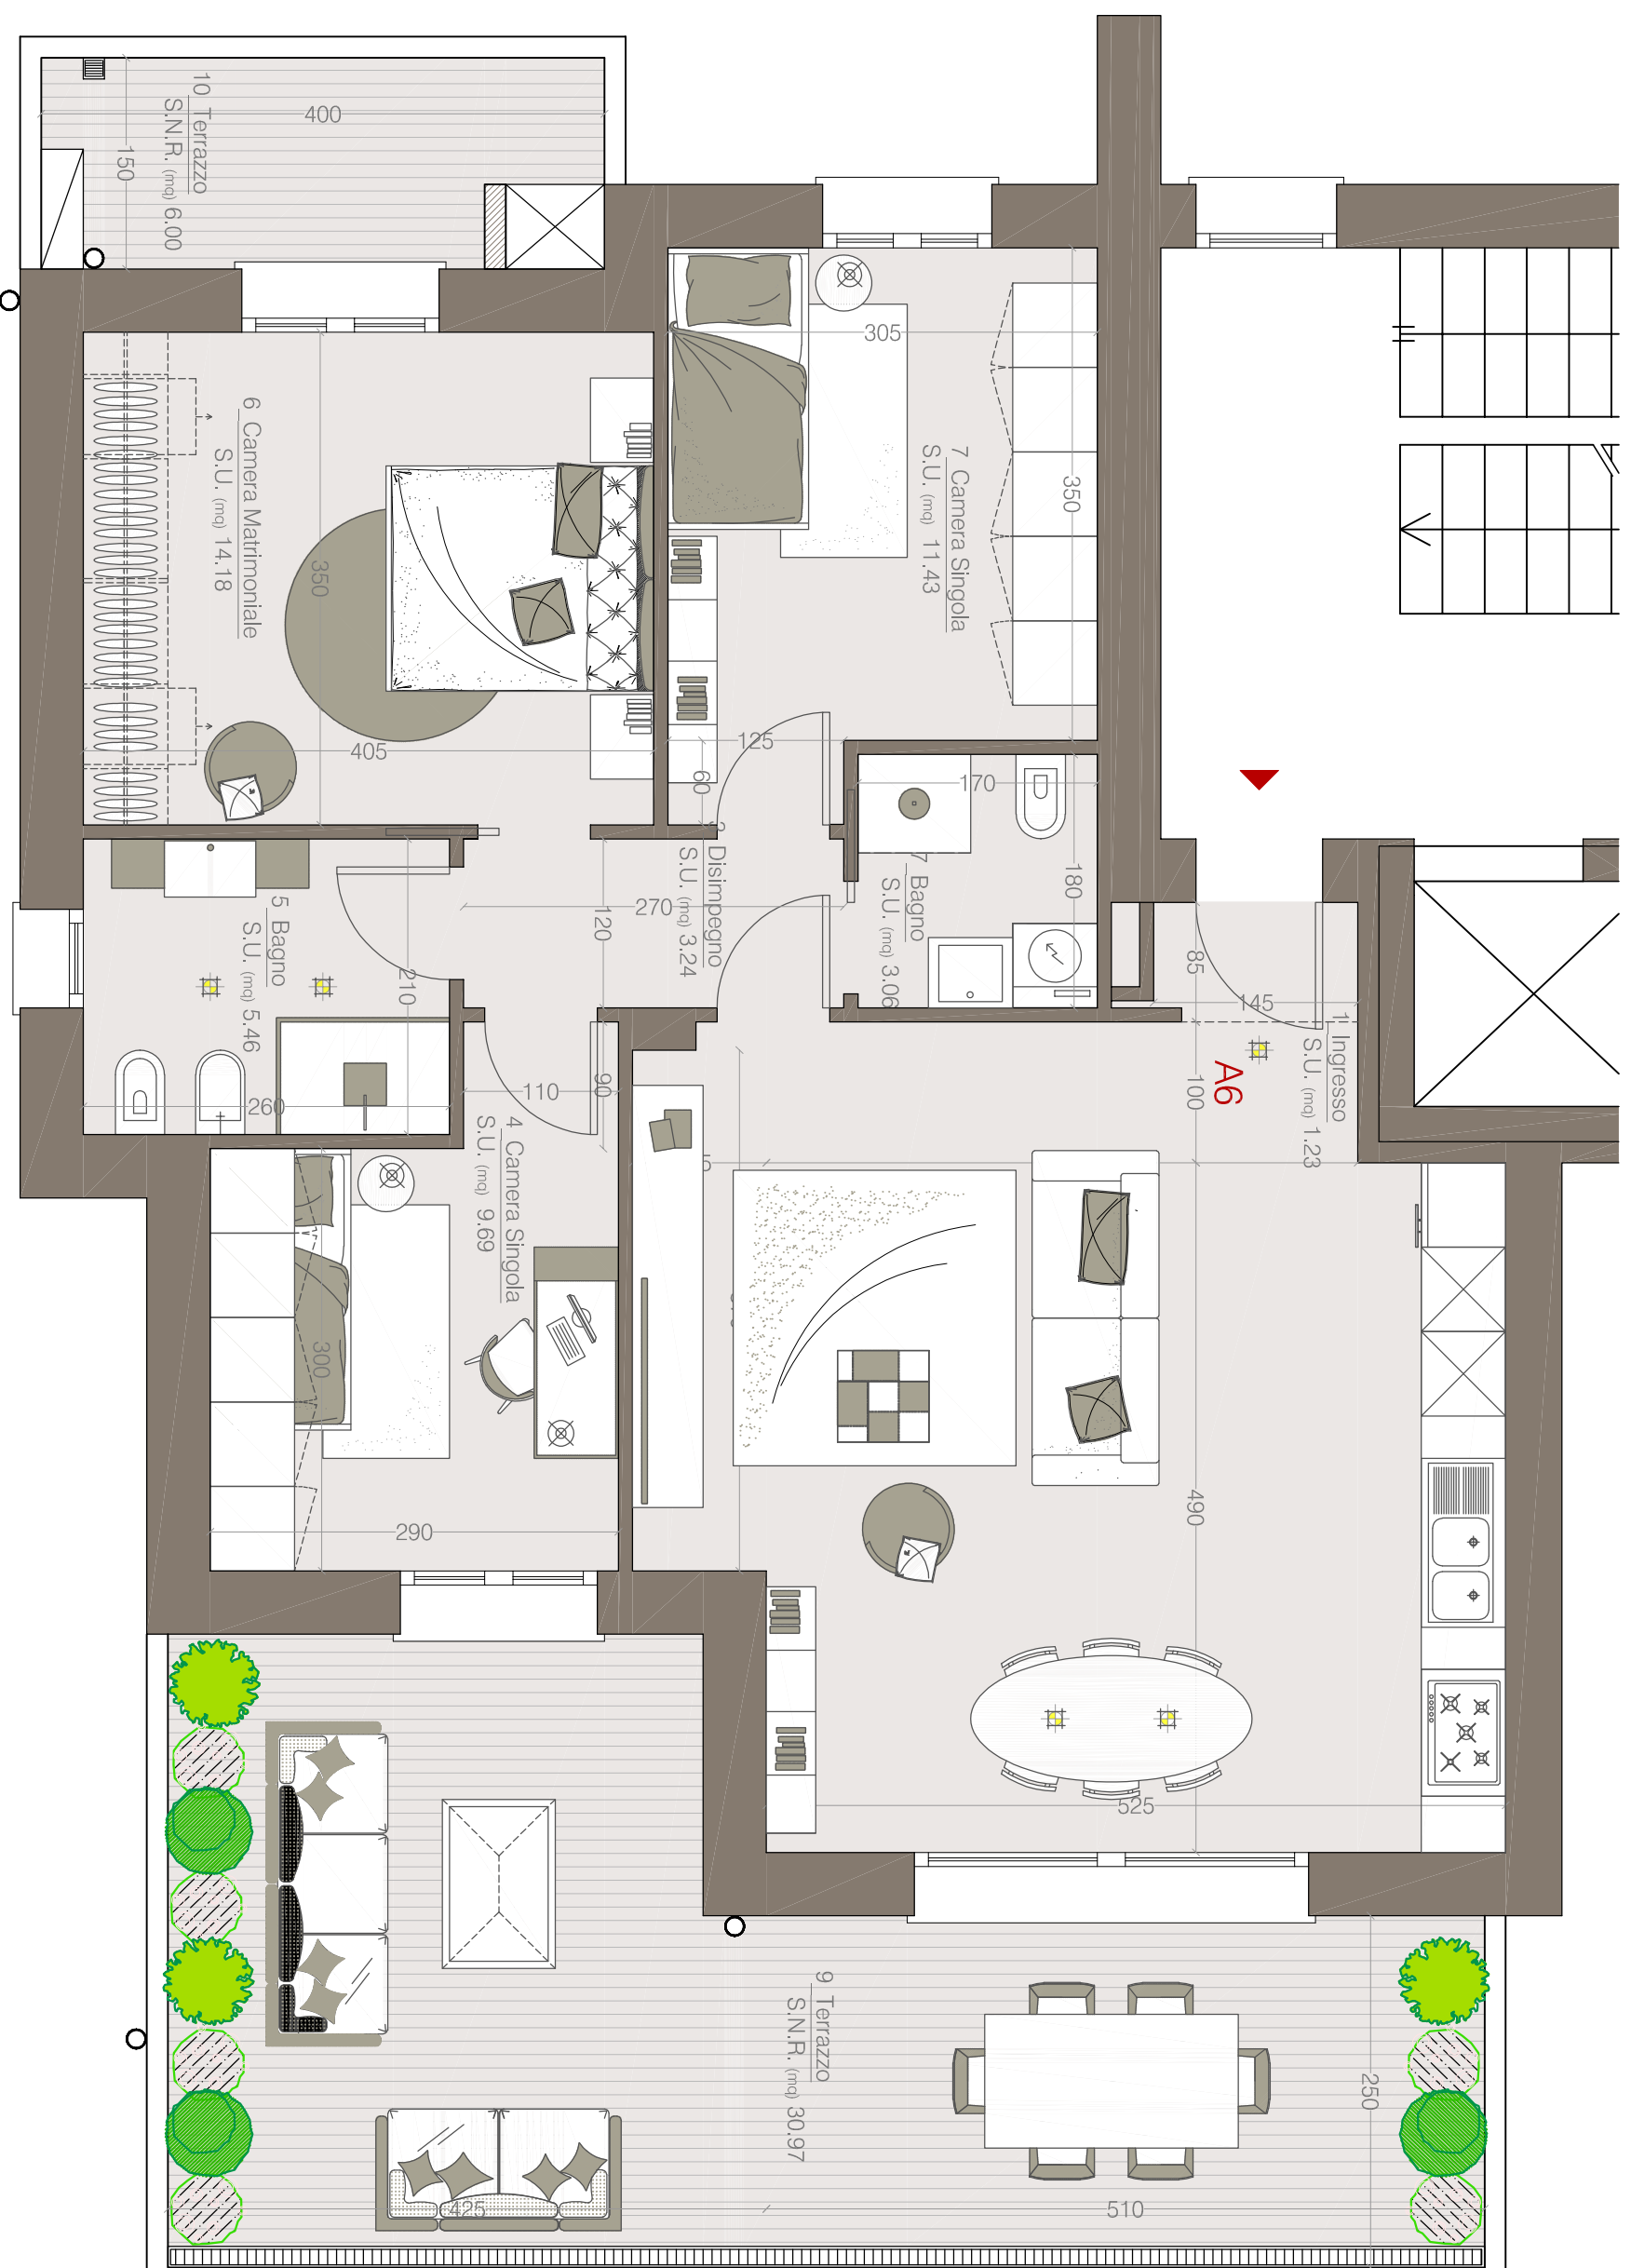 10 Terrazzo
S.N.R. (mq) 6.00
400
150
6 Camera Matrimoniale
S.U. (mq) 14.18
350
405
7 Camera Singola
S.U. (mq) 11.43
305
350
125
60
170
180
7 Bagno
S.U. (mq) 3.06
Disimpegno
S.U. (mq) 3.24
270
120
5 Bagno
S.U. (mq) 5.46
210
260
85
145
1 Ingresso
S.U. (mq) 1.23
A6
100
110
90
4 Camera Singola
S.U. (mq) 9.69
300
290
490
525
9 Terrazzo
S.N.R. (mq) 30.97
250
425
510